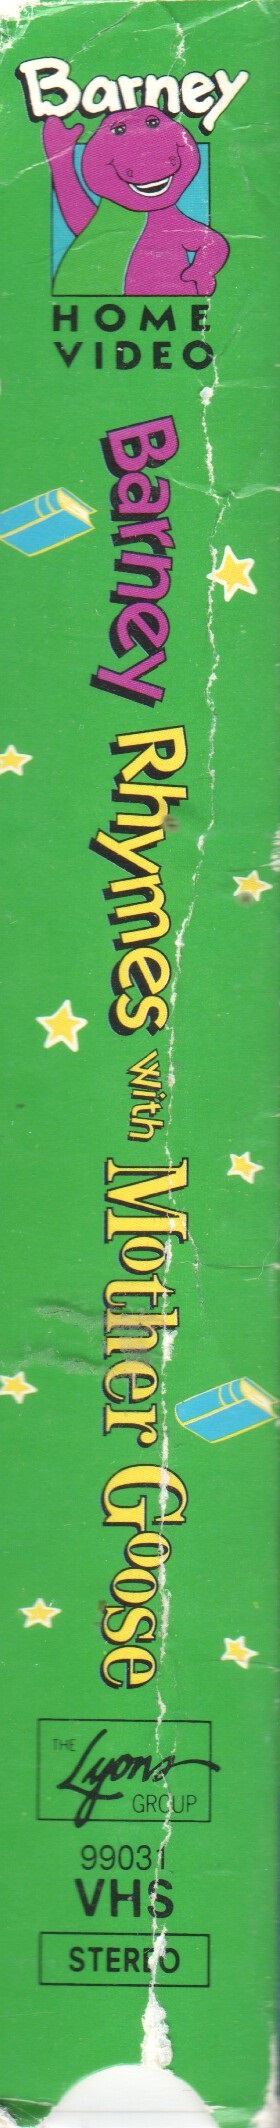 Barney
HOME
VIDEO
Barney Rhymes with Mother Goose
THE
Lyons
GROUP
99031
VHS
STEREO